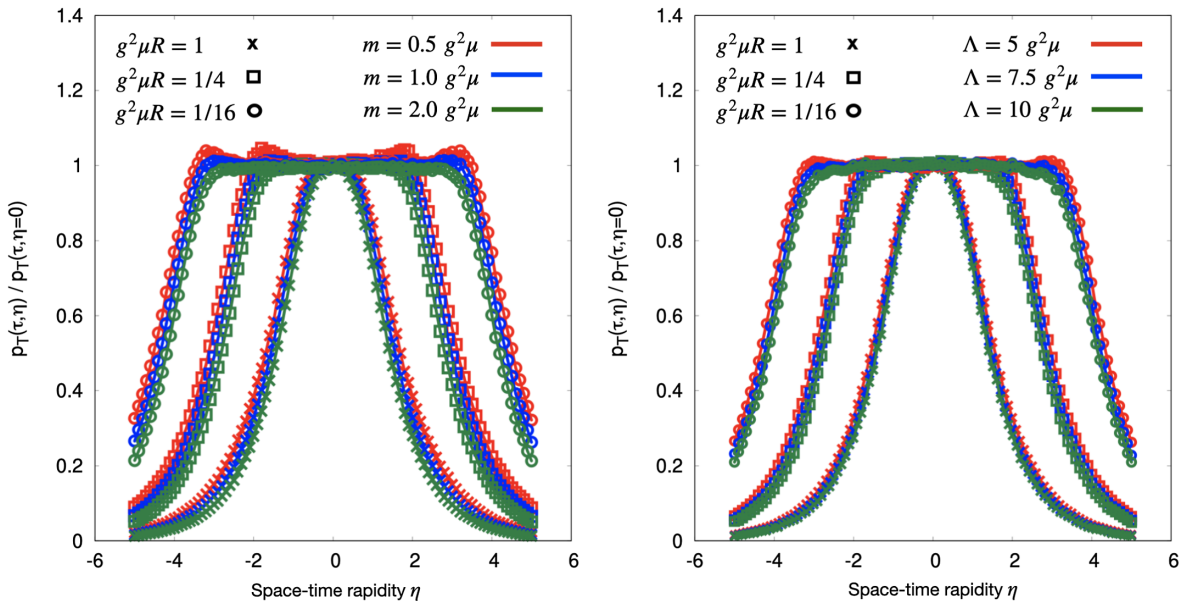 1.4
1.2
1
0.8
0.6
0.4
0.2
0
-6
-4
-2
0
2
4
6
p_T(τ,η) / p_T(τ,η=0)
Space-time rapidity η
g²μR = 1
g²μR = 1/4
g²μR = 1/16
m = 0.5 g²μ
m = 1.0 g²μ
m = 2.0 g²μ
1.4
1.2
1
0.8
0.6
0.4
0.2
0
-6
-4
-2
0
2
4
6
p_T(τ,η) / p_T(τ,η=0)
Space-time rapidity η
g²μR = 1
g²μR = 1/4
g²μR = 1/16
Λ = 5 g²μ
Λ = 7.5 g²μ
Λ = 10 g²μ